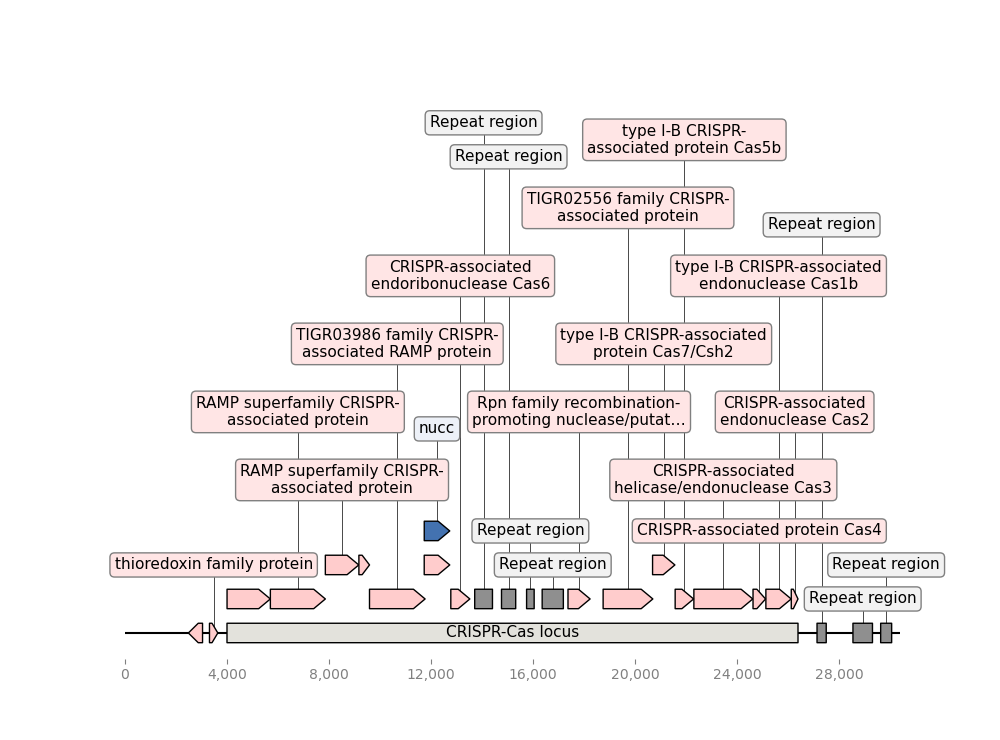 Repeat region
type I-B CRISPR-
associated protein Cas5b
Repeat region
TIGR02556 family CRISPR-
associated protein
Repeat region
CRISPR-associated
endoribonuclease Cas6
type I-B CRISPR-associated
endonuclease Cas1b
TIGR03986 family CRISPR-
associated RAMP protein
type I-B CRISPR-associated
protein Cas7/Csh2
RAMP superfamily CRISPR-
associated protein
nucc
Rpn family recombination-
promoting nuclease/putat...
CRISPR-associated
endonuclease Cas2
RAMP superfamily CRISPR-
associated protein
CRISPR-associated
helicase/endonuclease Cas3
Repeat region
CRISPR-associated protein Cas4
thioredoxin family protein
Repeat region
Repeat region
Repeat region
CRISPR-Cas locus
0 4,000 8,000 12,000 16,000 20,000 24,000 28,000